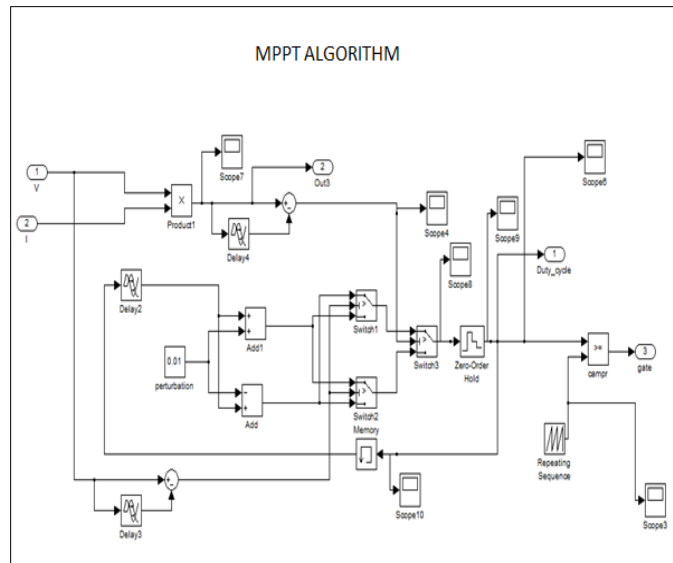 MPPT ALGORITHM
1
V
2
I
Scope7
2
Out3
X
Product1
+
-
Delay4
Scope4
Scope6
Scope9
Scope8
1
Duty_cycle
Delay2
+
+
Add1
0.01
perturbation
-
+
Add
>
Switch1
>
Switch2
>
Switch3
Zero-Order
Hold
>=
campr
3
gate
Memory
Repeating
Sequence
+
-
Delay3
Scope10
Scope3